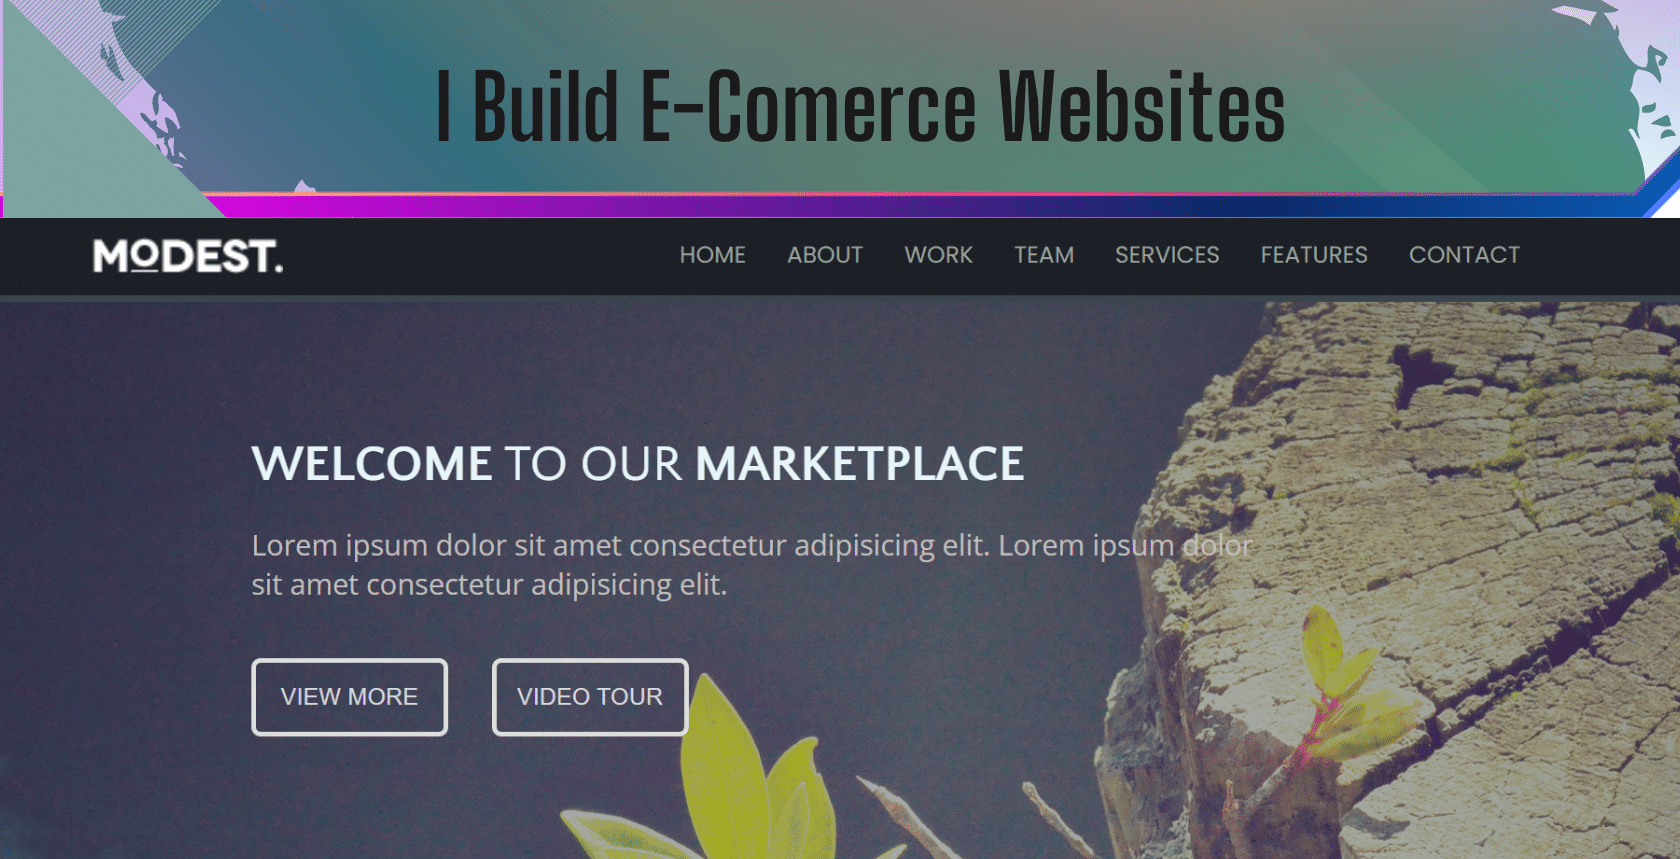 I Build E-Comerce Websites
MODEST.
HOME ABOUT WORK TEAM SERVICES FEATURES CONTACT
WELCOME TO OUR MARKETPLACE
Lorem ipsum dolor sit amet consectetur adipisicing elit. Lorem ipsum dolor
sit amet consectetur adipisicing elit.
VIEW MORE VIDEO TOUR